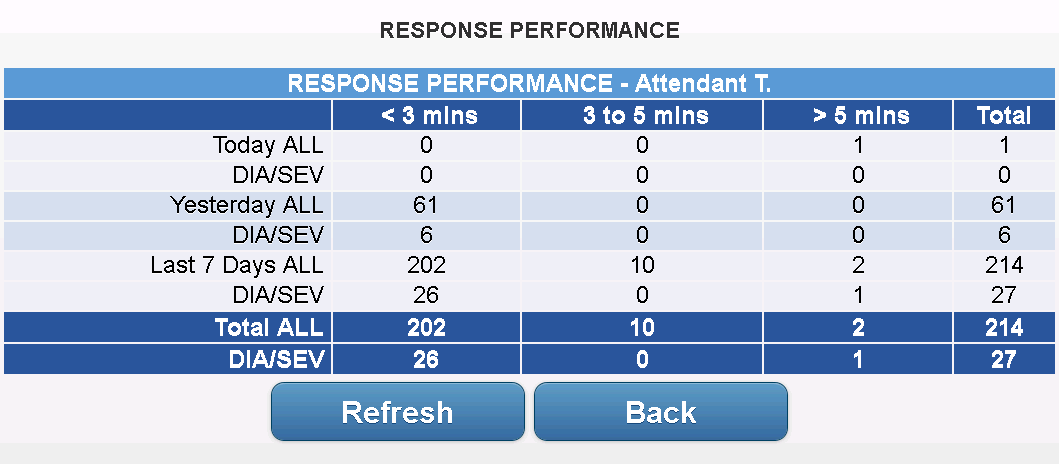 RESPONSE PERFORMANCE
RESPONSE PERFORMANCE - Attendant T.
< 3 mins 3 to 5 mins > 5 mins Total
Today ALL 0 0 1 1
DIA/SEV 0 0 0 0
Yesterday ALL 61 0 0 61
DIA/SEV 6 0 0 6
Last 7 Days ALL 202 10 2 214
DIA/SEV 26 0 1 27
Total ALL 202 10 2 214
DIA/SEV 26 0 1 27
Refresh Back